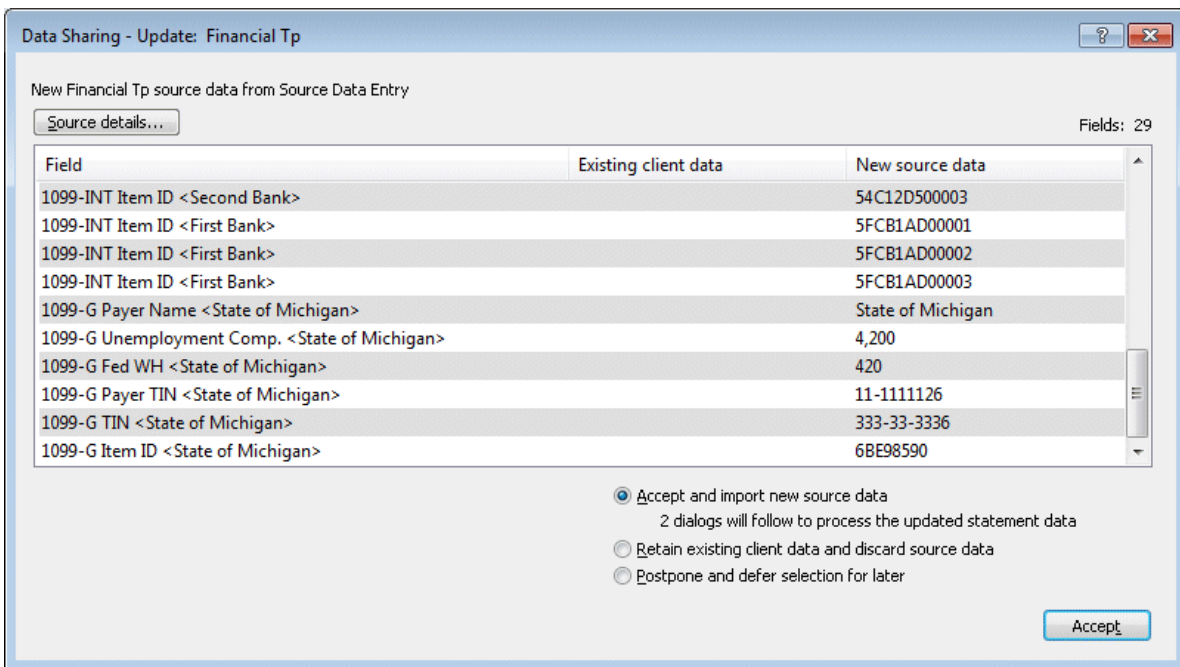 Data Sharing - Update: Financial Tp
New Financial Tp source data from Source Data Entry
Source details...
Fields: 29
Field Existing client data New source data
1099-INT Item ID <Second Bank> 54C12D500003
1099-INT Item ID <First Bank> 5FCB1AD00001
1099-INT Item ID <First Bank> 5FCB1AD00002
1099-INT Item ID <First Bank> 5FCB1AD00003
1099-G Payer Name <State of Michigan> State of Michigan
1099-G Unemployment Comp. <State of Michigan> 4,200
1099-G Fed WH <State of Michigan> 420
1099-G Payer TIN <State of Michigan> 11-1111126
1099-G TIN <State of Michigan> 333-33-3336
1099-G Item ID <State of Michigan> 6BE98590
Accept and import new source data
2 dialogs will follow to process the updated statement data
Retain existing client data and discard source data
Postpone and defer selection for later
Accept